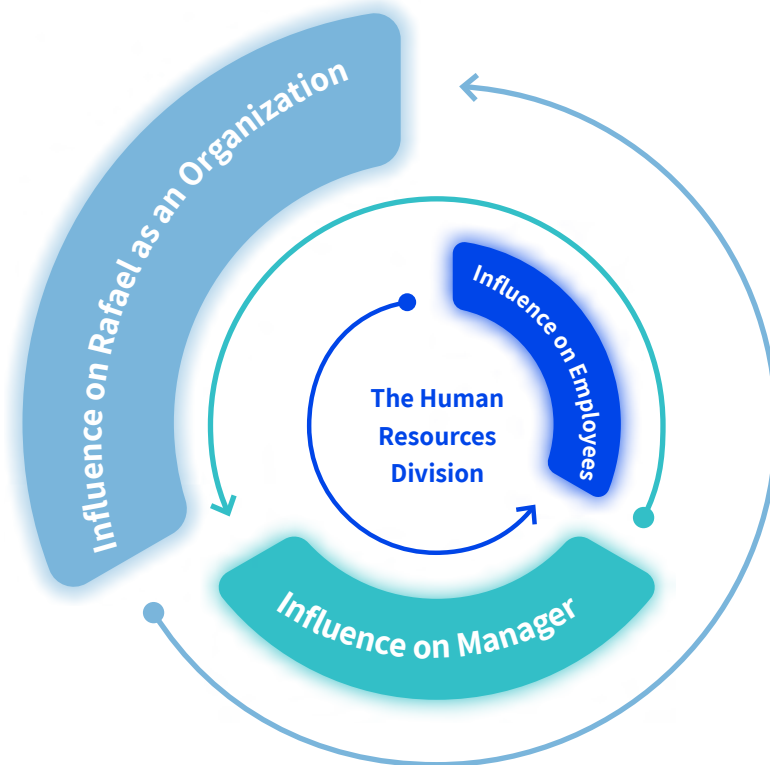 Influence on Rafael as an Organization
Influence on Employees
The Human
Resources
Division
Influence on Manager